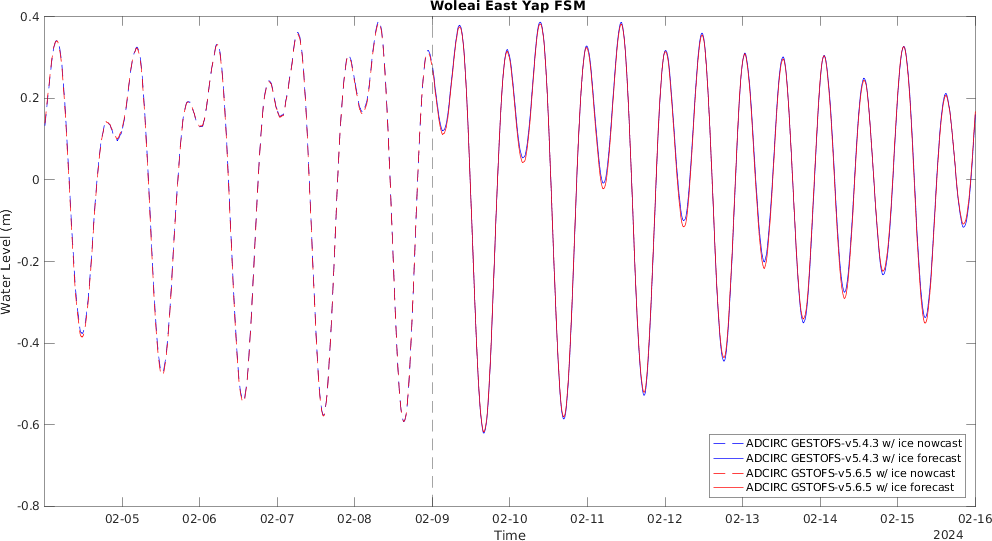 Woleai East Yap FSM
0.4
0.2
0
-0.2
-0.4
-0.6
-0.8
Water Level (m)
02-05 02-06 02-07 02-08 02-09 02-10 02-11 02-12 02-13 02-14 02-15 02-16
Time
2024
ADCIRC GESTOFS-v5.4.3 w/ ice nowcast
ADCIRC GESTOFS-v5.4.3 w/ ice forecast
ADCIRC GSTOFS-v5.6.5 w/ ice nowcast
ADCIRC GSTOFS-v5.6.5 w/ ice forecast